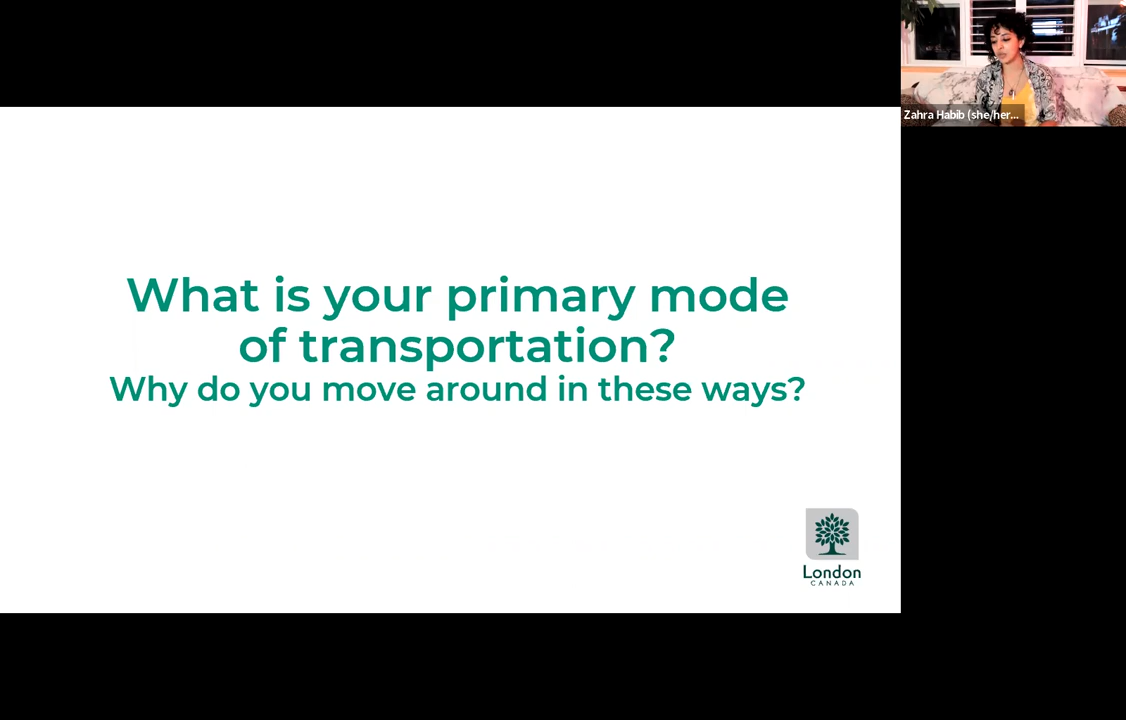 Zahra Habib (she/her...
What is your primary mode
of transportation?
Why do you move around in these ways?
London
CANADA